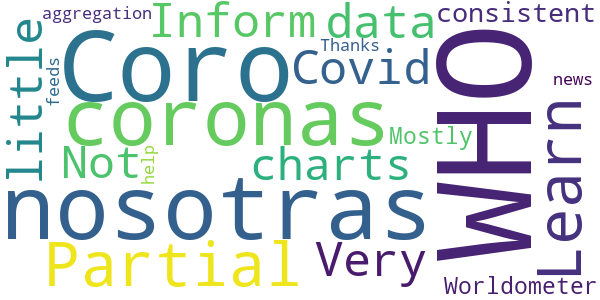 aggregation
Inform
data
consistent
little
feeds
Coro
Thanks
Covid
WHO
news
coronas
Mostly
Learn
Not
help
charts
nosotras
Partial
Very
Worldometer